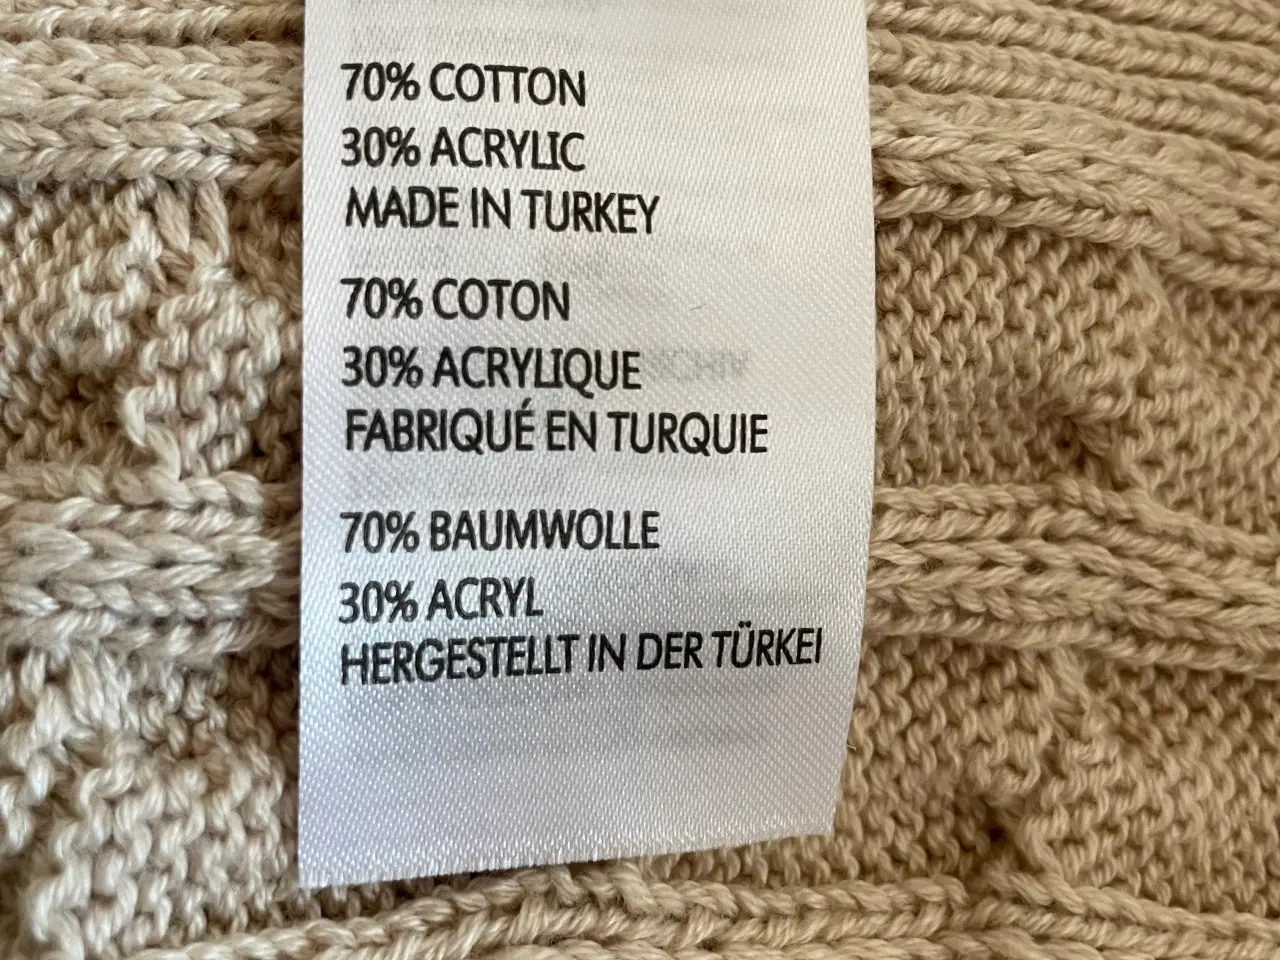 70% COTTON
30% ACRYLIC
MADE IN TURKEY
70% COTON
30% ACRYLIQUE
FABRIQUÉ EN TURQUIE
70% BAUMWOLLE
30% ACRYL
HERGESTELLT IN DER TÜRKEI